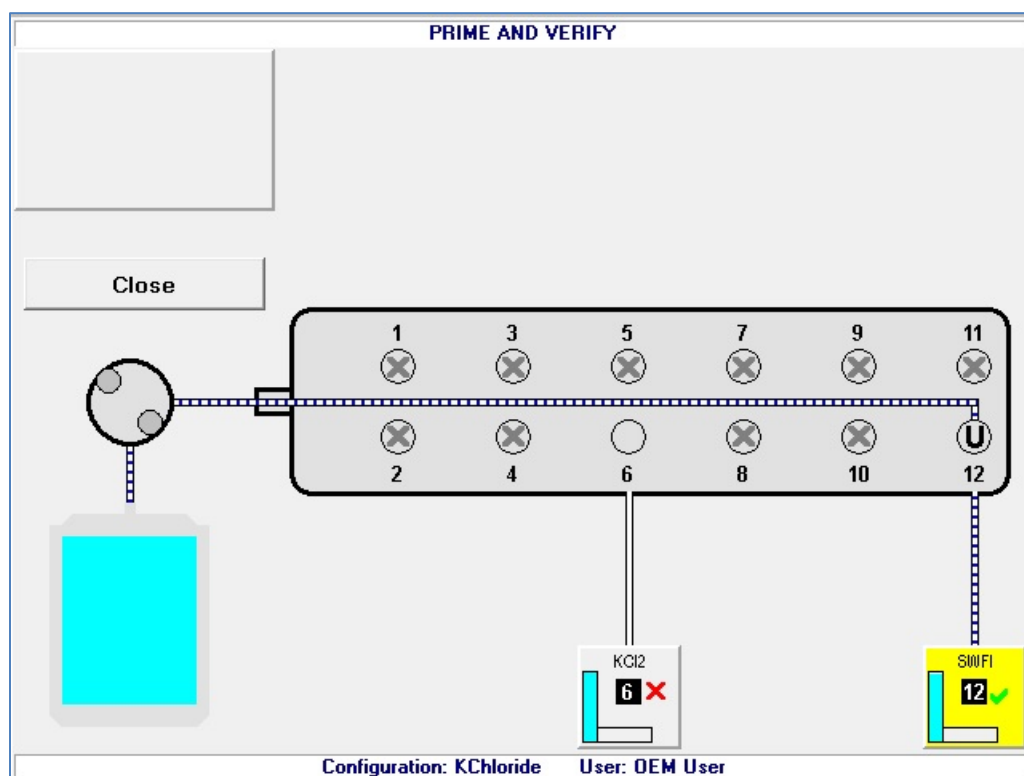 PRIME AND VERIFY
Close
1 3 5 7 9 11
U
2 4 6 8 10 12
KCl2
6
SWFI
12
Configuration: KChloride User: OEM User